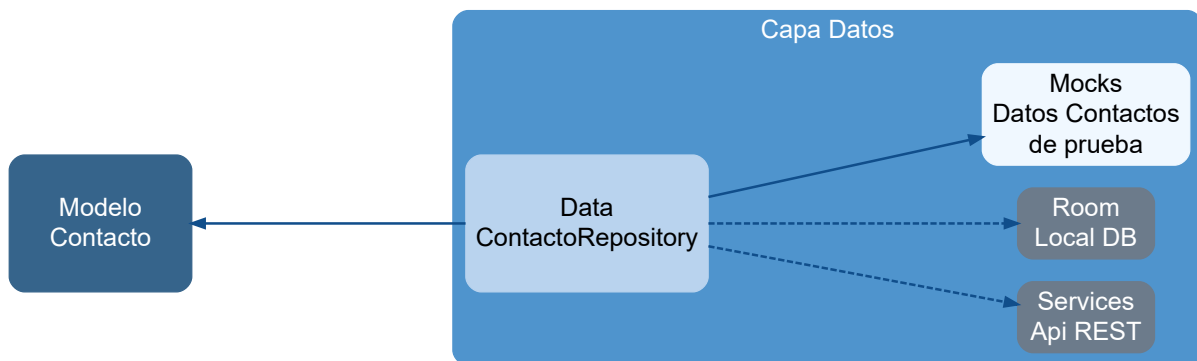 Capa Datos
Mocks
Datos Contactos
de prueba
Modelo
Contacto
Data
ContactoRepository
Room
Local DB
Services
Api REST